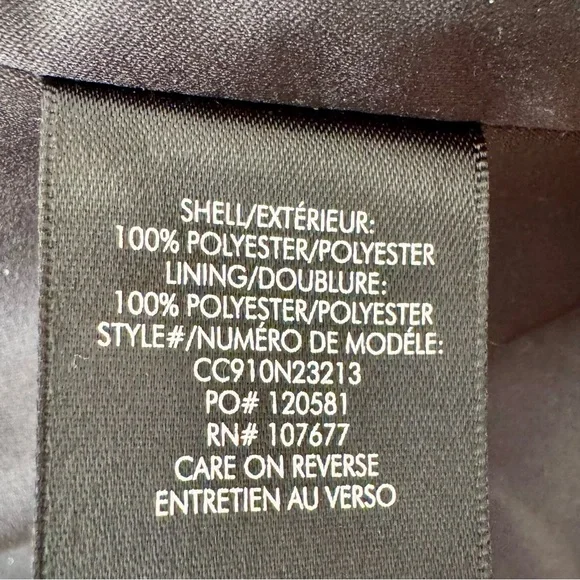 SHELL/EXTÉRIEUR:
100% POLYESTER/POLYESTER
LINING/DOUBLURE:
100% POLYESTER/POLYESTER
STYLE#/NUMÉRO DE MODÉLE:
CC910N23213
PO# 120581
RN# 107677
CARE ON REVERSE
ENTRETIEN AU VERSO